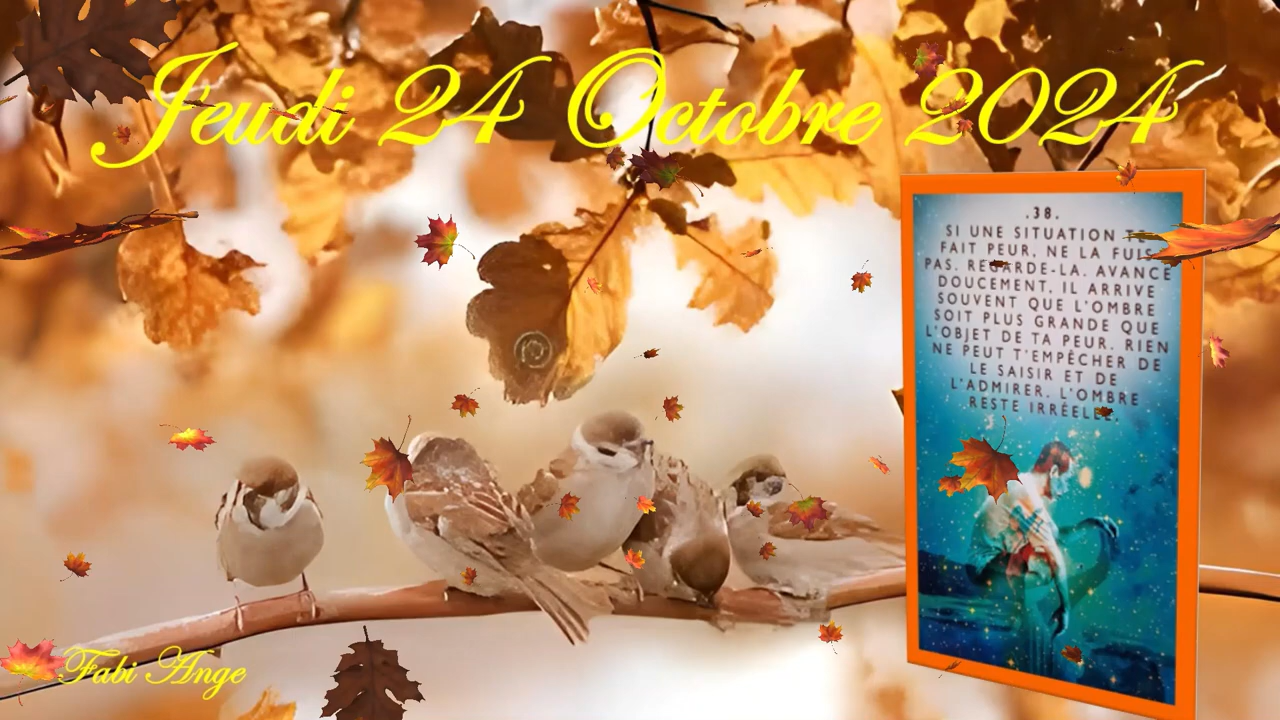 Jeudi 24 Octobre 2024
.38.
SI UNE SITUATION
FAIT PEUR, NE LA FUIS
PAS. REGARDE-LA. AVANCE
DOUCEMENT, IL ARRIVE
SOUVENT QUE L'OMBRE
SOIT PLUS GRANDE QUE
L'OBJET DE TA PEUR. RIEN
NE PEUT T'EMPÊCHER DE
LE SAISIR ET DE
L'ADMIRER. L'OMBRE
RESTE IRRÉELLE.
Fabi Ange